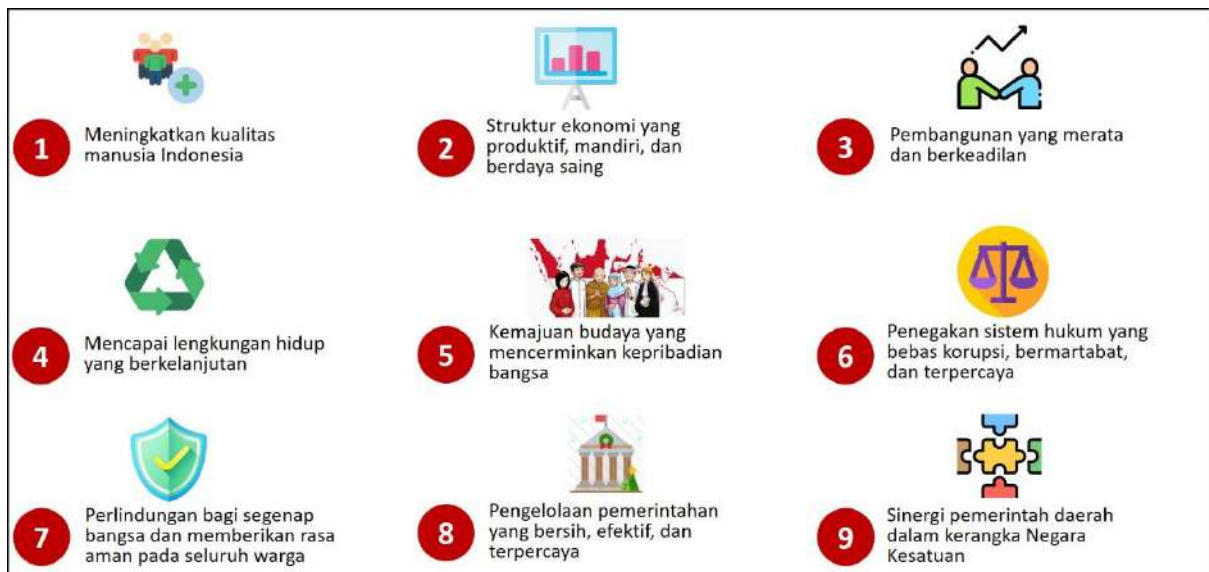 1
Meningkatkan kualitas
manusia Indonesia
2
Struktur ekonomi yang
produktif, mandiri, dan
berdaya saing
3
Pembangunan yang merata
dan berkeadilan
4
Mencapai lengkungan hidup
yang berkelanjutan
5
Kemajuan budaya yang
mencerminkan kepribadian
bangsa
6
Penegakan sistem hukum yang
bebas korupsi, bermartabat,
dan terpercaya
7
Perlindungan bagi segenap
bangsa dan memberikan rasa
aman pada seluruh warga
8
Pengelolaan pemerintahan
yang bersih, efektif, dan
terpercaya
9
Sinergi pemerintah daerah
dalam kerangka Negara
Kesatuan